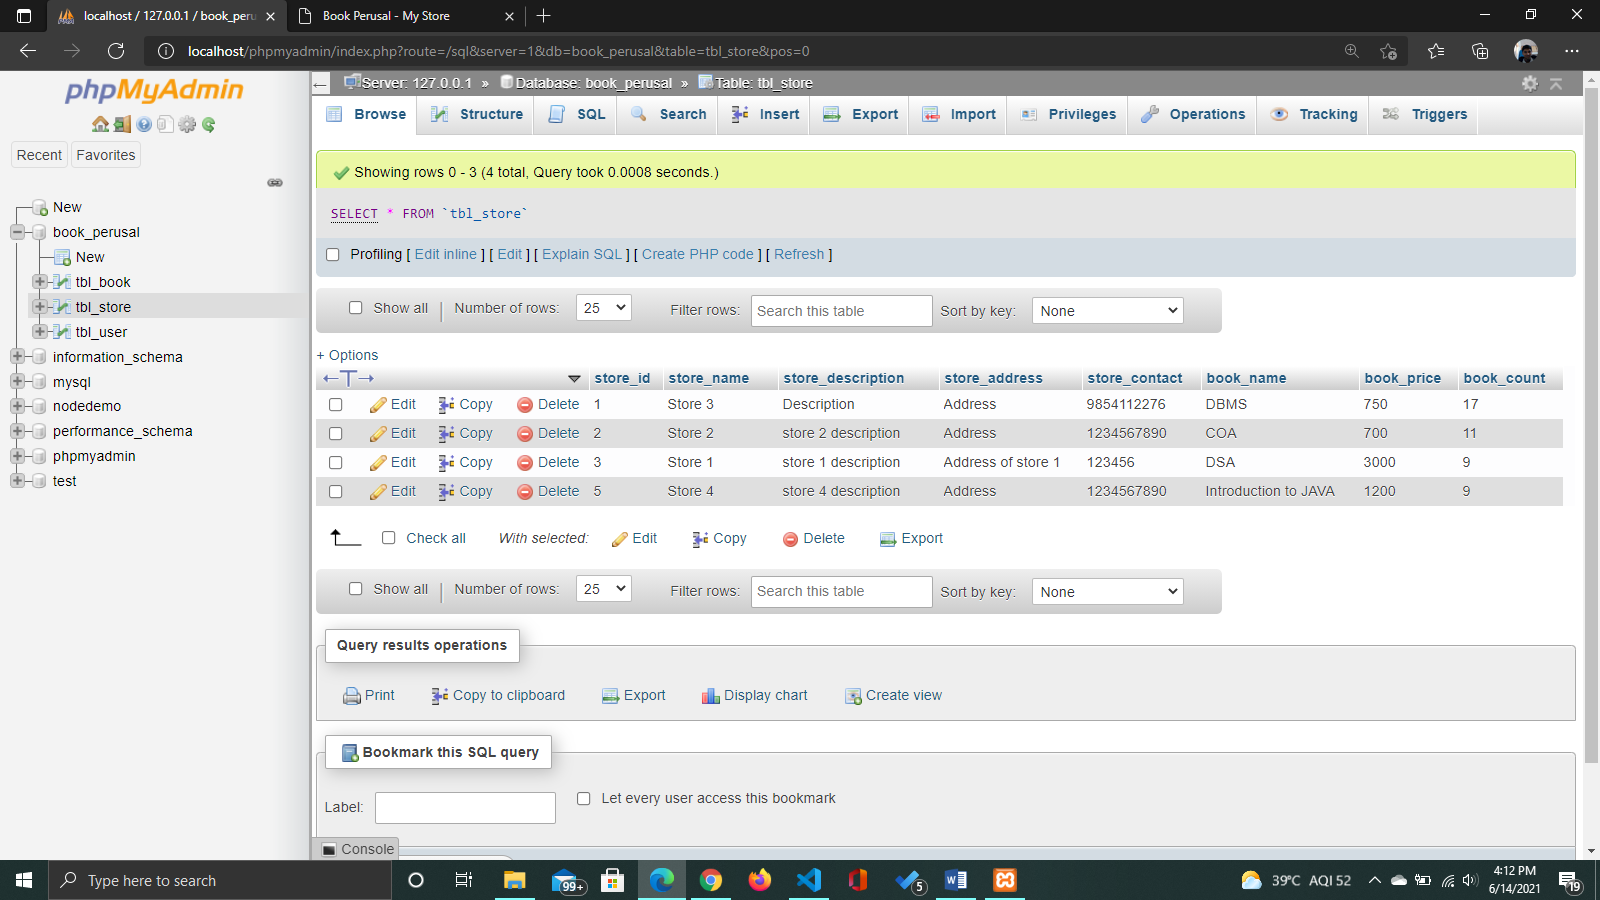 localhost / 127.0.0.1 / book_peru
Book Perusal - My Store
localhost/phpmyadmin/index.php?route=/sql&server=1&db=book_perusal&table=tbl_store&pos=0
phpMyAdmin
Recent Favorites
New
book_perusal
New
tbl_book
tbl_store
tbl_user
information_schema
mysql
nodedemo
performance_schema
phpmyadmin
test
Server: 127.0.0.1 » Database: book_perusal » Table: tbl_store
Browse Structure SQL Search Insert Export Import Privileges Operations Tracking Triggers
Showing rows 0 - 3 (4 total, Query took 0.0008 seconds.)
SELECT * FROM `tbl_store`
Profiling [ Edit inline ] [ Edit ] [ Explain SQL ] [ Create PHP code ] [ Refresh ]
Show all | Number of rows: 25 Filter rows: Search this table Sort by key: None
+ Options
←T→ store_id store_name store_description store_address store_contact book_name book_price book_count
Edit Copy Delete 1 Store 3 Description Address 9854112276 DBMS 750 17
Edit Copy Delete 2 Store 2 store 2 description Address 1234567890 COA 700 11
Edit Copy Delete 3 Store 1 store 1 description Address of store 1 123456 DSA 3000 9
Edit Copy Delete 5 Store 4 store 4 description Address 1234567890 Introduction to JAVA 1200 9
Check all With selected: Edit Copy Delete Export
Show all | Number of rows: 25 Filter rows: Search this table Sort by key: None
Query results operations
Print Copy to clipboard Export Display chart Create view
Bookmark this SQL query
Label: Let every user access this bookmark
Console
Type here to search
99+
5
39°C AQI 52
4:12 PM
6/14/2021
19